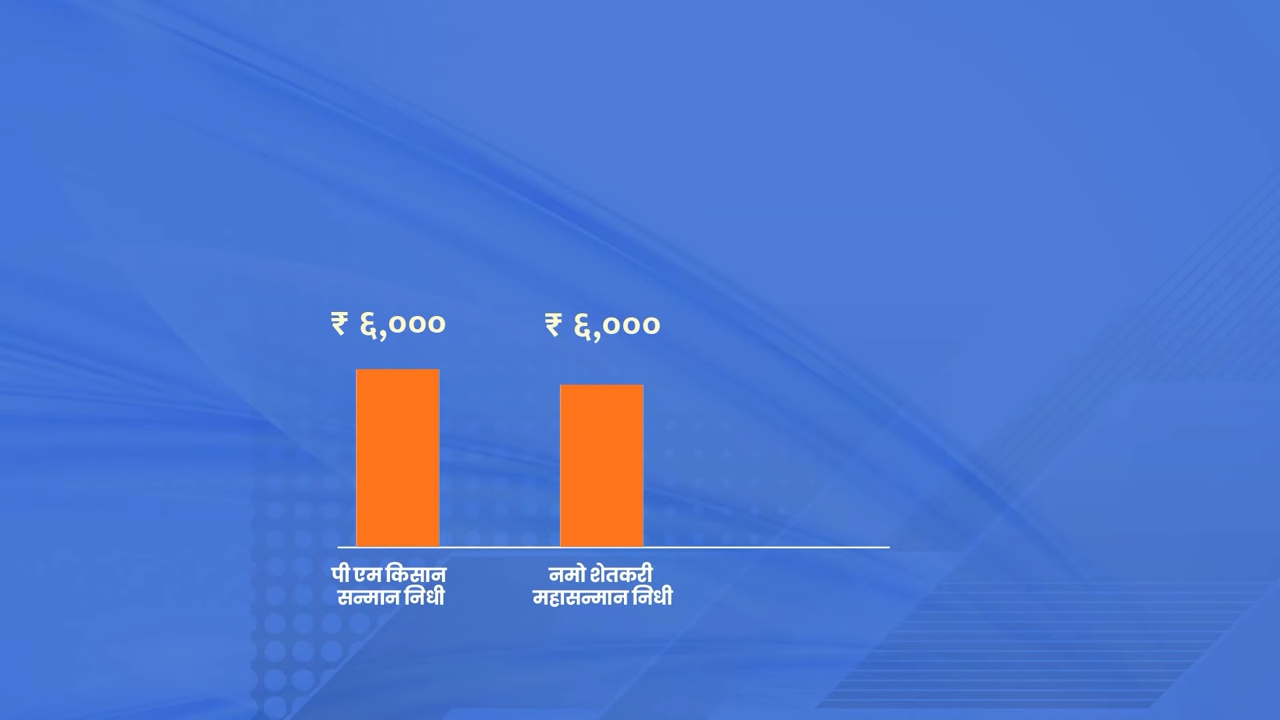 ₹ ६,०००
₹ ६,०००
पी एम किसान
सन्मान निधी
नमो शेतकरी
महासन्मान निधी